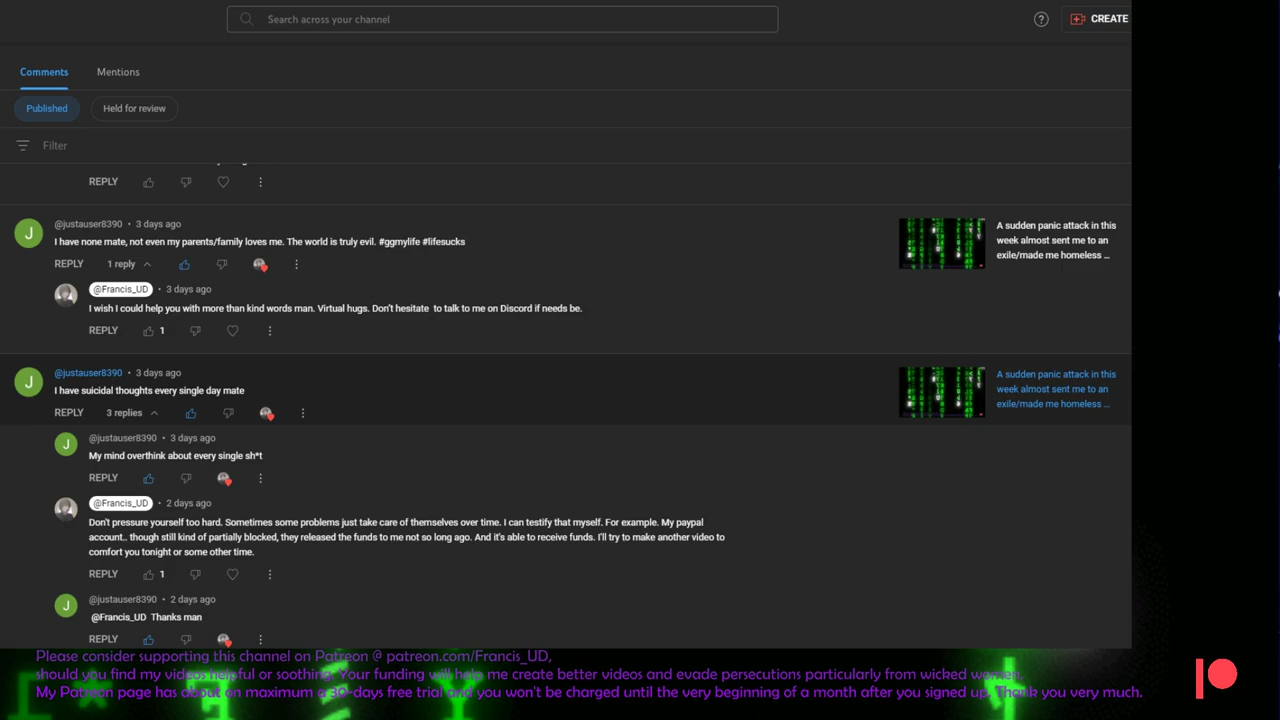 Search across your channel
CREATE
Comments
Mentions
Published
Held for review
Filter
REPLY
@justauser8390 • 3 days ago
I have none mate, not even my parents/family loves me. The world is truly evil. #ggmylife #lifesucks
REPLY 1 reply
A sudden panic attack in this
week almost sent me to an
exile/made me homeless ...
@Francis_UD • 3 days ago
I wish I could help you with more than kind words man. Virtual hugs. Don't hesitate to talk to me on Discord if needs be.
REPLY 1
@justauser8390 • 3 days ago
I have suicidal thoughts every single day mate
REPLY 3 replies
A sudden panic attack in this
week almost sent me to an
exile/made me homeless ...
@justauser8390 • 3 days ago
My mind overthink about every single sh*t
REPLY
@Francis_UD • 2 days ago
Don't pressure yourself too hard. Sometimes some problems just take care of themselves over time. I can testify that myself. For example. My paypal
account.. though still kind of partially blocked, they released the funds to me not so long ago. And it's able to receive funds. I'll try to make another video to
comfort you tonight or some other time.
REPLY 1
@justauser8390 • 2 days ago
@Francis_UD Thanks man
REPLY
Please consider supporting this channel on Patreon @ patreon.com/Francis_UD,
should you find my videos helpful or soothing. Your funding will help me create better videos and evade persecutions particularly from wicked women.
My Patreon page has about on maximum a 30-days free trial and you won't be charged until the very beginning of a month after you signed up. Thank you very much.